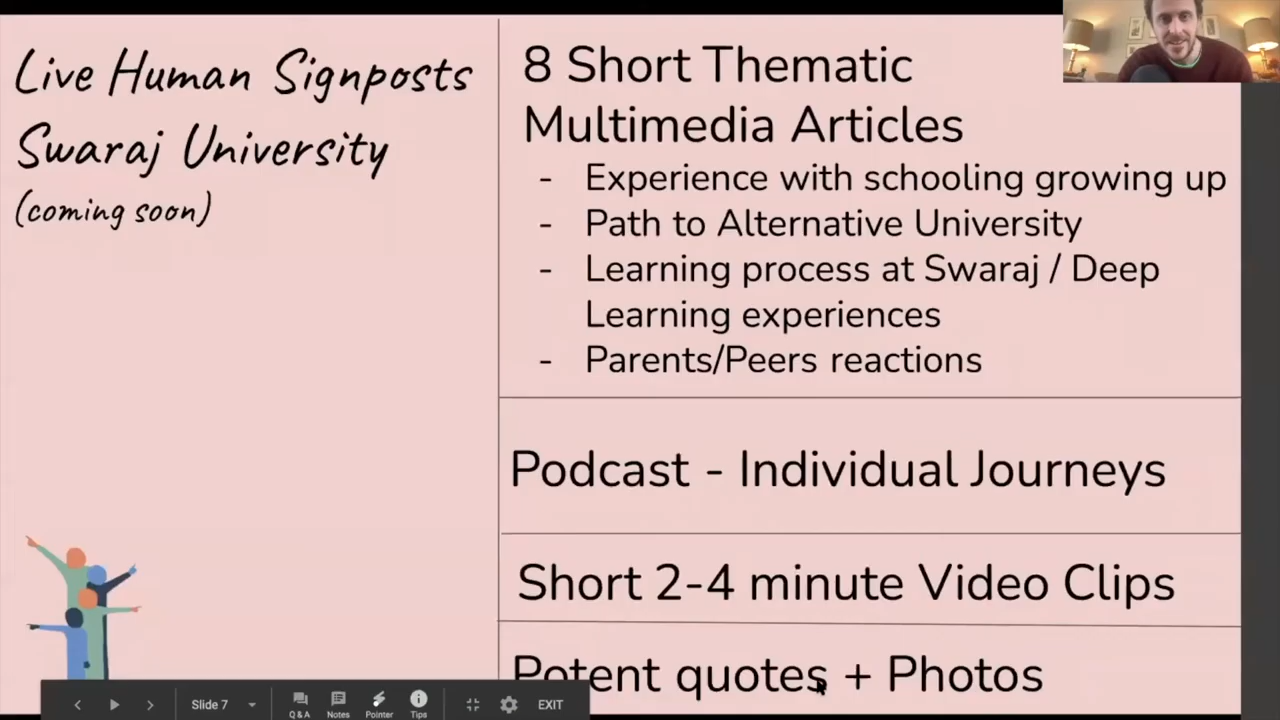 Live Human Signposts
Swaraj University
(coming soon)
8 Short Thematic
Multimedia Articles
- Experience with schooling growing up
- Path to Alternative University
- Learning process at Swaraj / Deep
Learning experiences
- Parents/Peers reactions
Podcast - Individual Journeys
Short 2-4 minute Video Clips
Potent quotes + Photos
Slide 7
Q & A
Notes
Pointer
Tips
EXIT